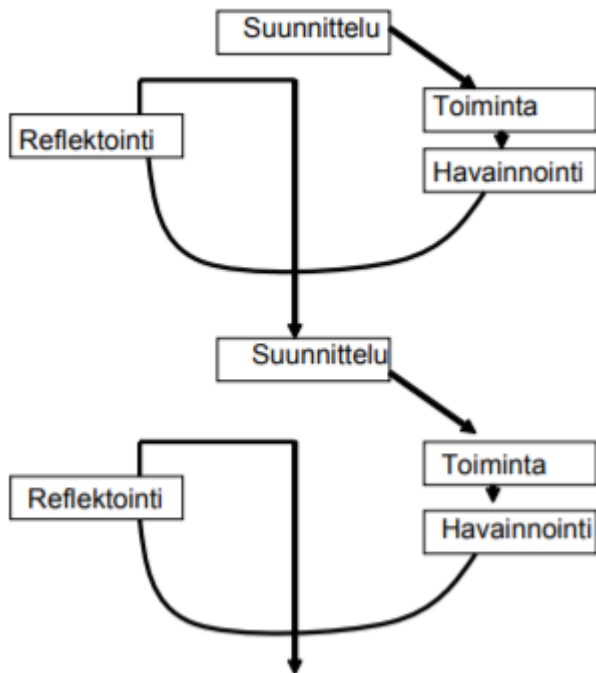 Suunnittelu
Toiminta
Reflektointi
Havainnointi
Suunnittelu
Toiminta
Reflektointi
Havainnointi